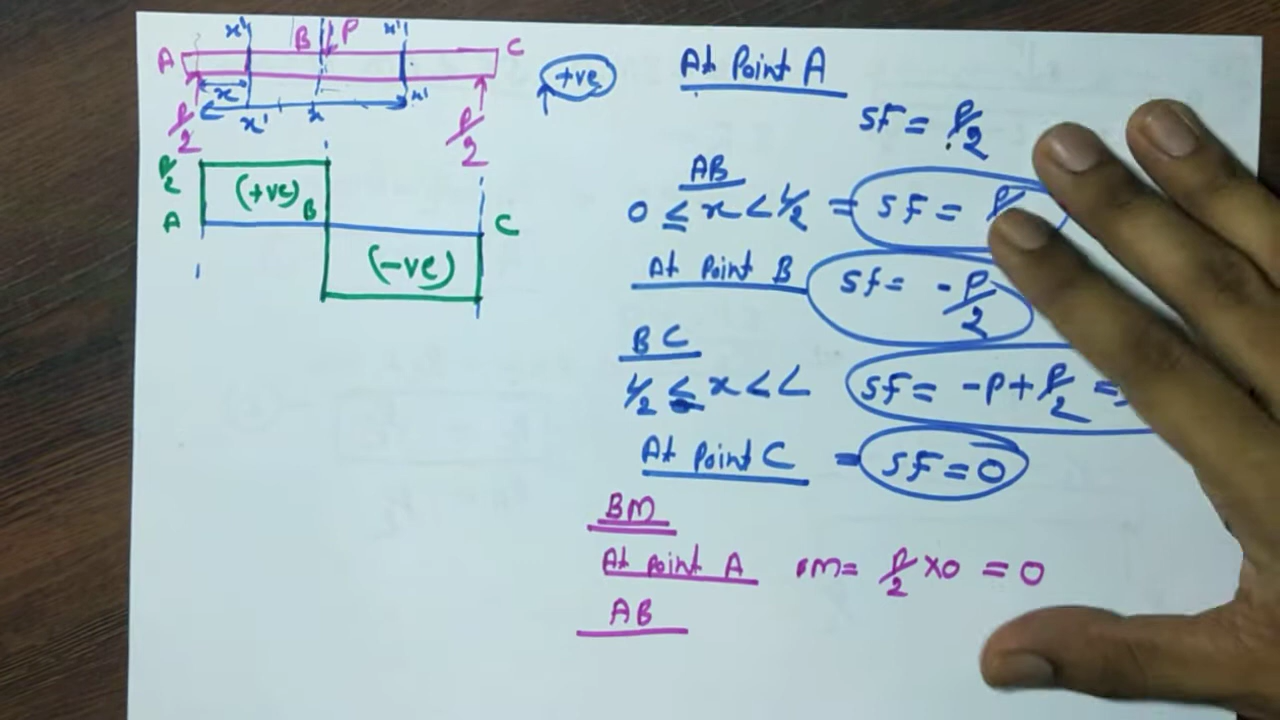 x' B P x'
A C
x
x' x x'
P/2 P/2
P/2
(+ve) B
A C
(-ve)
+ve
At Point A
SF = P/2
AB
0 ≤ x < L/2 = SF = P
At Point B SF = -P/2
BC
L/2 ≤ x < L SF = -P + P/2 =
At Point C = SF = 0
BM
At Point A M = P/2 × 0 = 0
AB